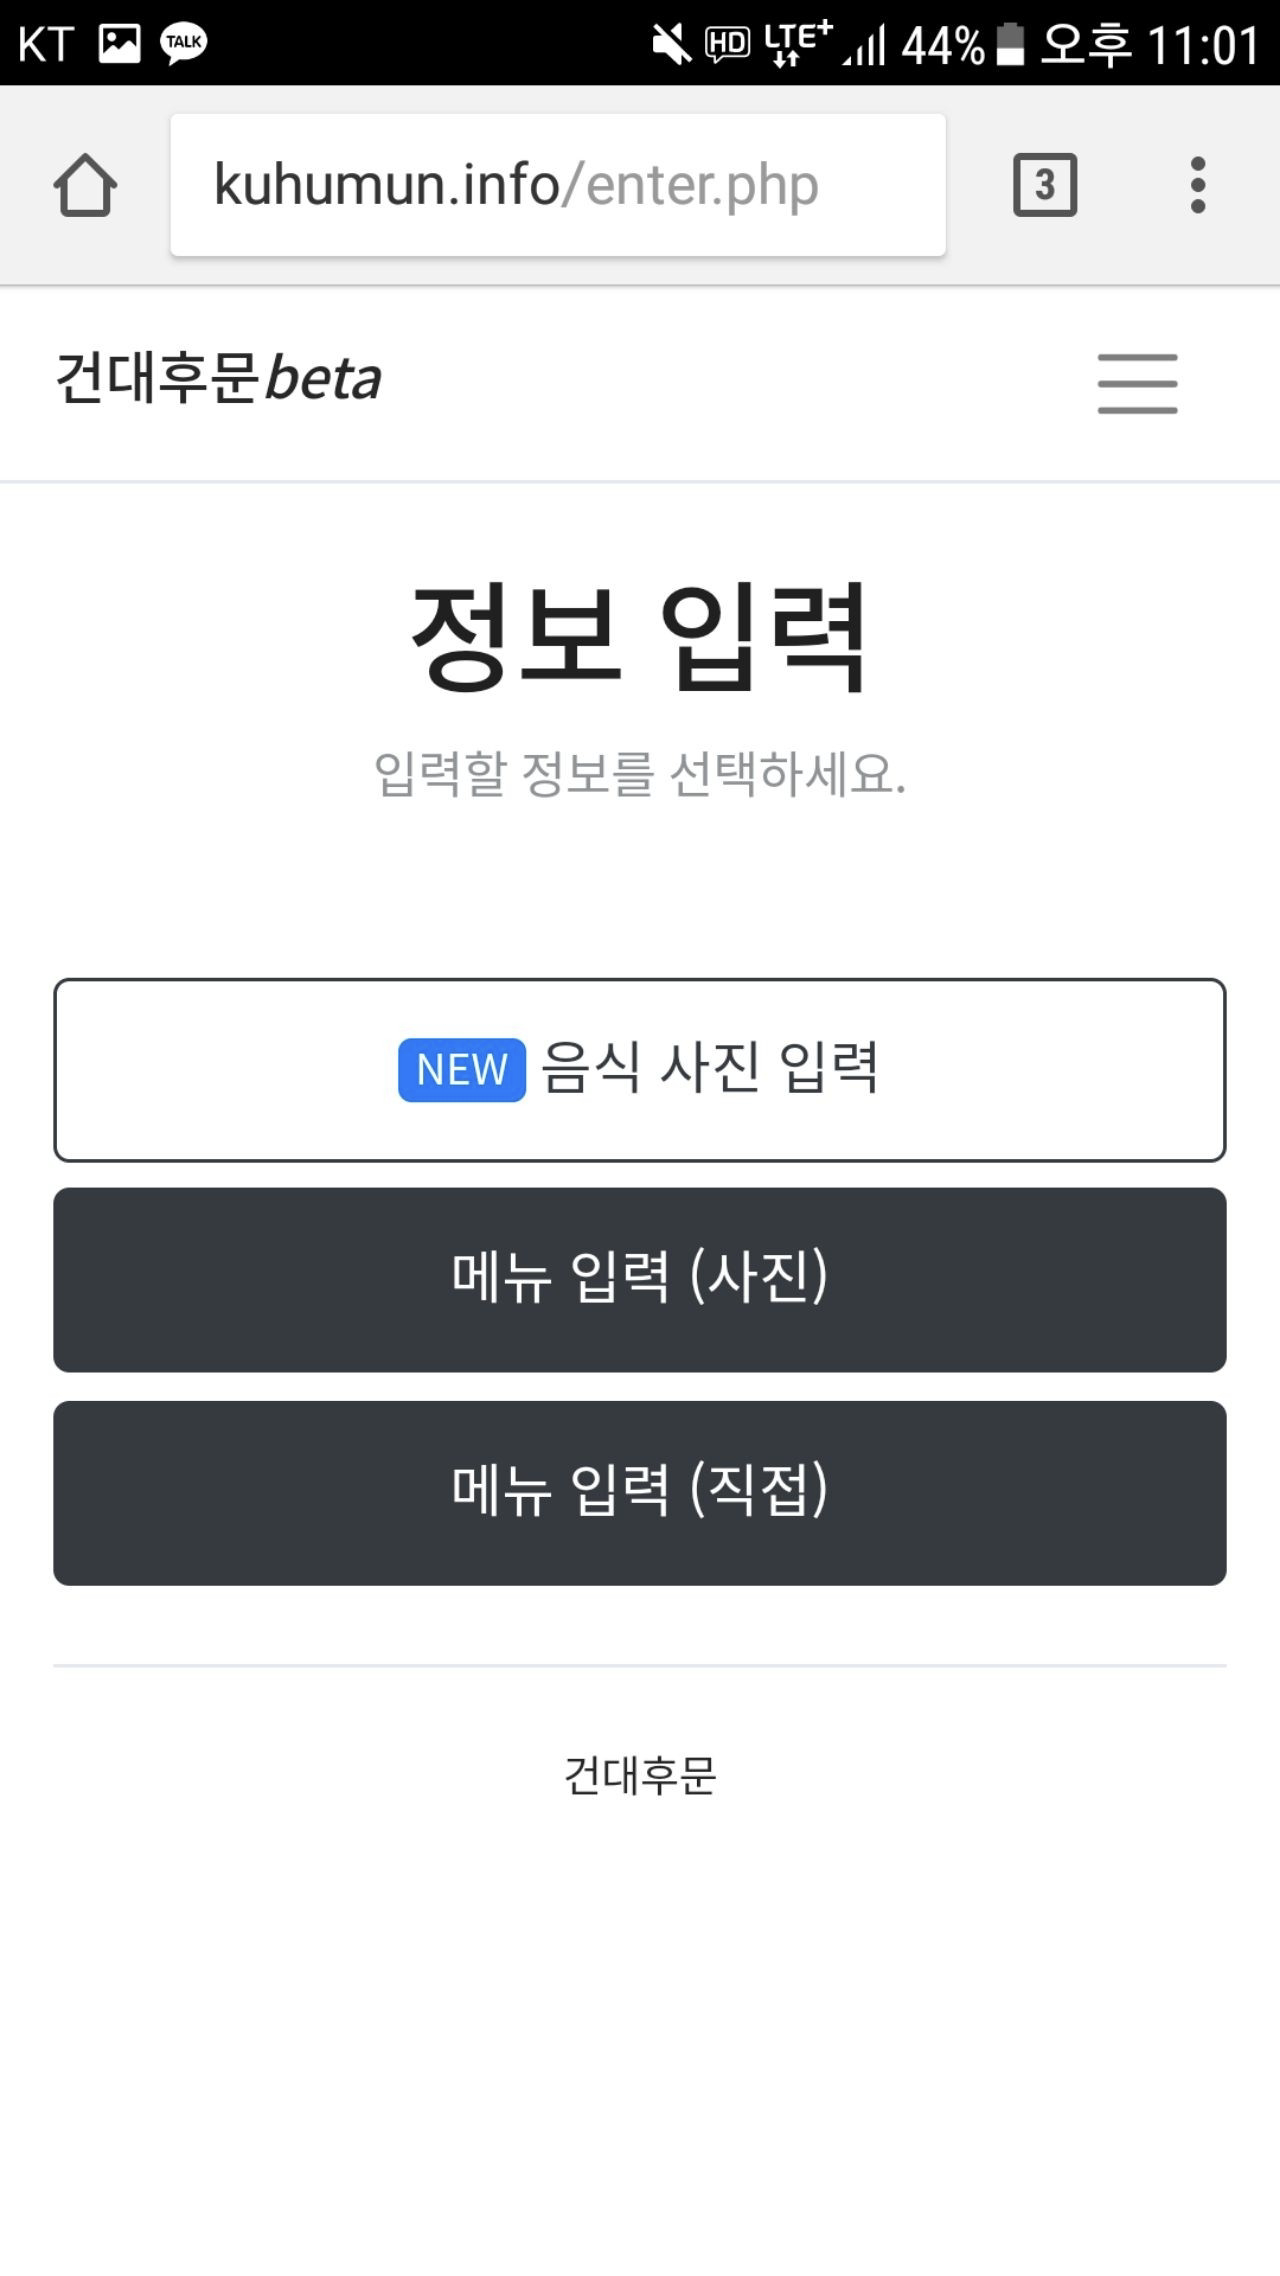 KT TALK HD LTE+ 44% 오후 11:01
kuhumun.info/enter.php 3
건대후문beta
정보 입력
입력할 정보를 선택하세요.
NEW 음식 사진 입력
메뉴 입력 (사진)
메뉴 입력 (직접)
건대후문